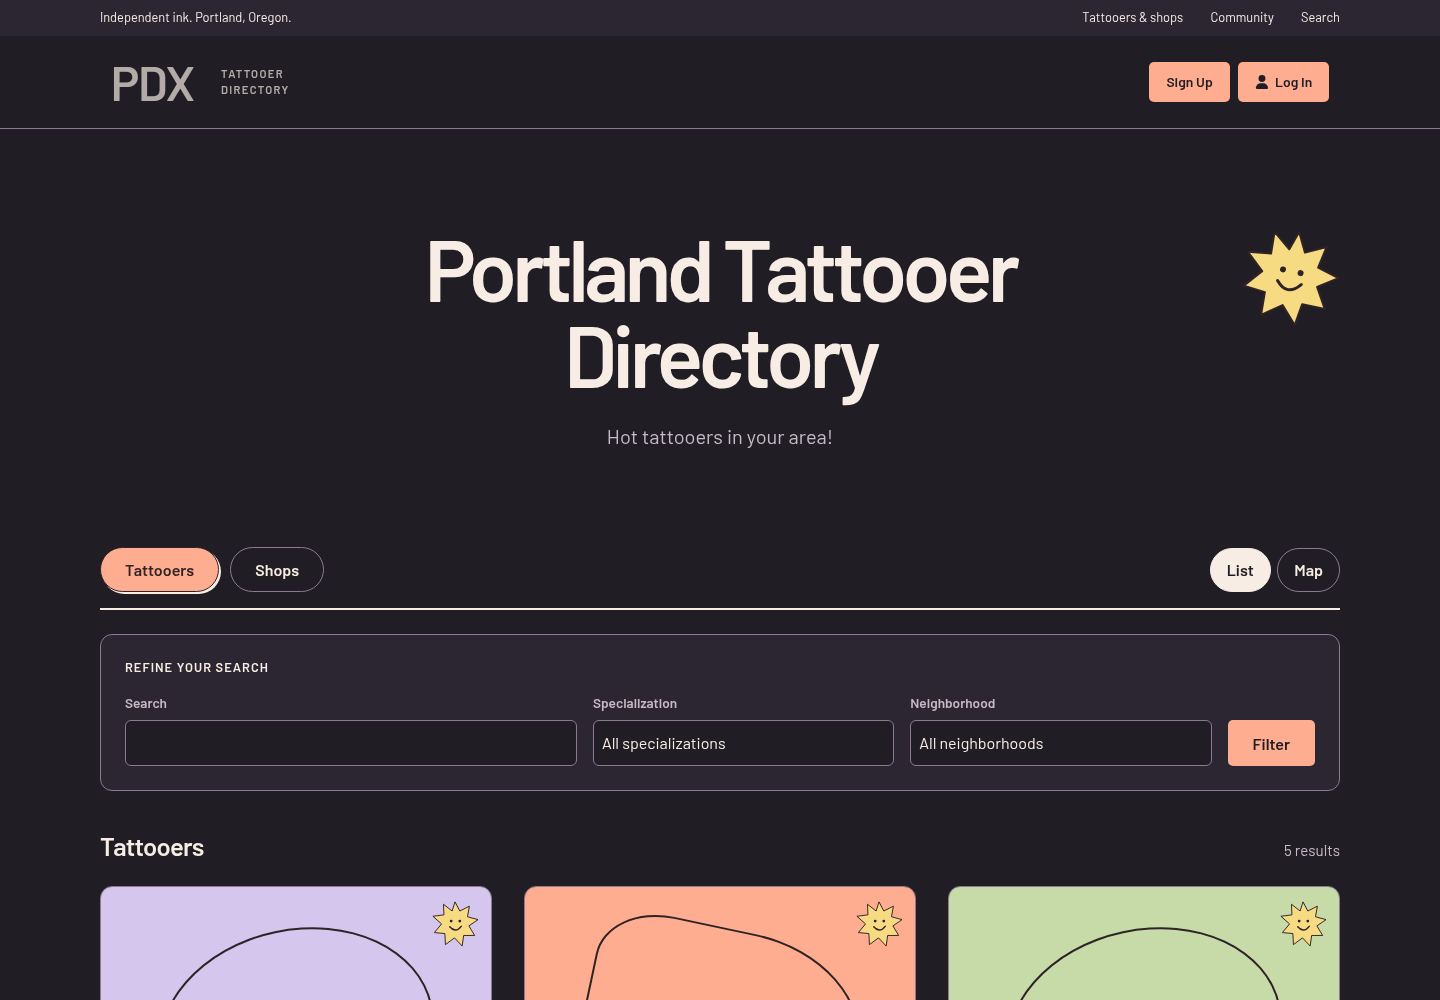 Independent ink. Portland, Oregon.
Tattooers & shops
Community
Search
PDX
TATTOOER
DIRECTORY
Sign Up
Log In
Portland Tattooer
Directory
Hot tattooers in your area!
Tattooers
Shops
List
Map
REFINE YOUR SEARCH
Search
Specialization
Neighborhood
All specializations
All neighborhoods
Filter
Tattooers
5 results